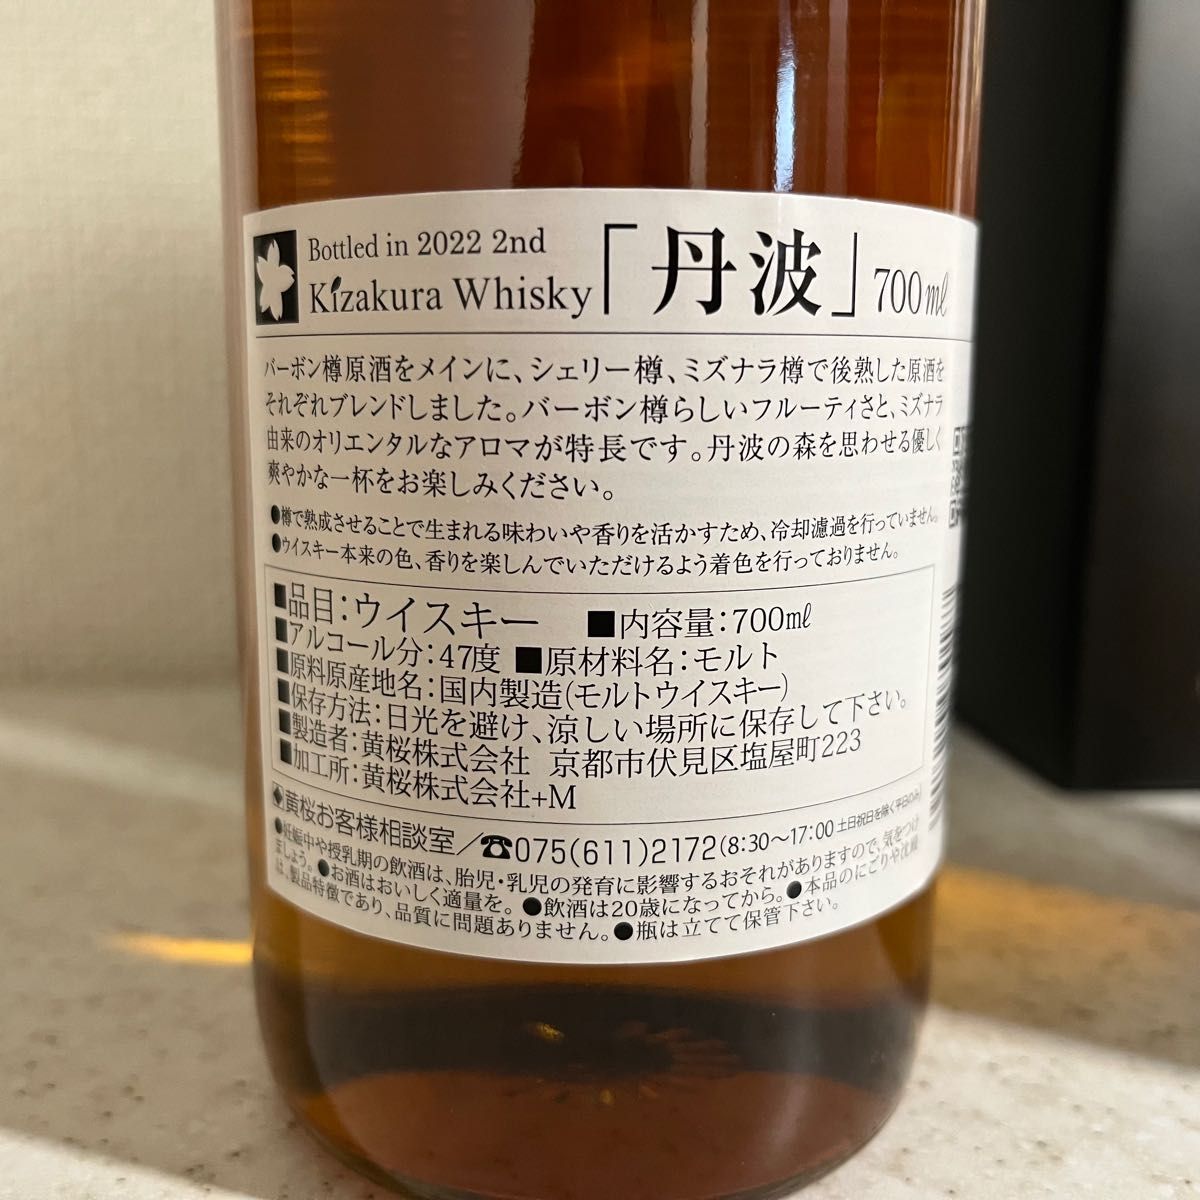 Bottled in 2022 2nd
Kizakura Whisky「丹波」700ml
バーボン樽原酒をメインに、シェリー樽、ミズナラ樽で後熟した原酒を
それぞれブレンドしました。バーボン樽らしいフルーティさと、ミズナラ
由来のオリエンタルなアロマが特長です。丹波の森を思わせる優しく
爽やかな一杯をお楽しみください。
●樽で熟成させることで生まれる味わいや香りを活かすため、冷却濾過を行っていません。
●ウイスキー本来の色、香りを楽しんでいただけるよう着色を行っておりません。
■品目：ウイスキー ■内容量：700ml
■アルコール分：47度 ■原材料名：モルト
■原料原産地名：国内製造(モルトウイスキー)
■保存方法：日光を避け、涼しい場所に保存して下さい。
■製造者：黄桜株式会社 京都市伏見区塩屋町223
■加工所：黄桜株式会社+M
◆黄桜お客様相談室/☎075(611)2172(8:30〜17:00 土日祝日を除く平日のみ)
●妊娠中や授乳期の飲酒は、胎児・乳児の発育に影響するおそれがありますので、気をつけ
ましょう。●お酒はおいしく適量を。●飲酒は20歳になってから。●本品のにごりや沈殿
は、製品特徴であり、品質に問題ありません。●瓶は立てて保管下さい。